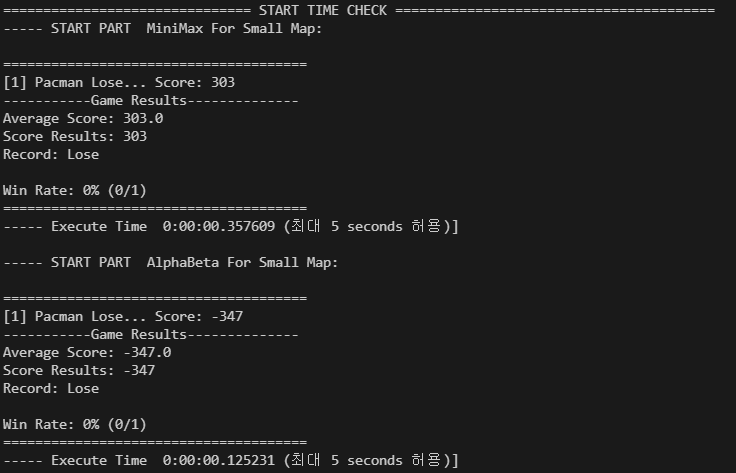 =============================== START TIME CHECK ========================================
----- START PART  MiniMax For Small Map:
======================================
[1] Pacman Lose... Score: 303
-----------Game Results--------------
Average Score: 303.0
Score Results: 303
Record: Lose
Win Rate: 0% (0/1)
======================================
----- Execute Time  0:00:00.357609 (최대 5 seconds 허용)]
----- START PART  AlphaBeta For Small Map:
======================================
[1] Pacman Lose... Score: -347
-----------Game Results--------------
Average Score: -347.0
Score Results: -347
Record: Lose
Win Rate: 0% (0/1)
======================================
----- Execute Time  0:00:00.125231 (최대 5 seconds 허용)]